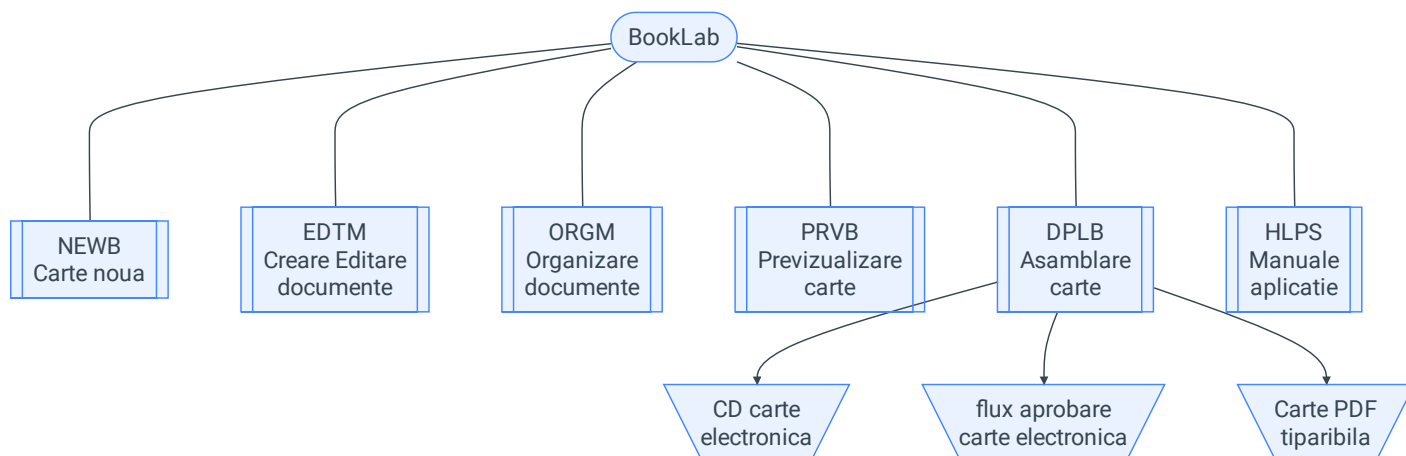 BookLab
NEWB
Carte noua
EDTM
Creare Editare
documente
ORGM
Organizare
documente
PRVB
Previzualizare
carte
DPLB
Asamblare
carte
HLPS
Manuale
aplicatie
CD carte
electronica
flux aprobare
carte electronica
Carte PDF
tiparibila